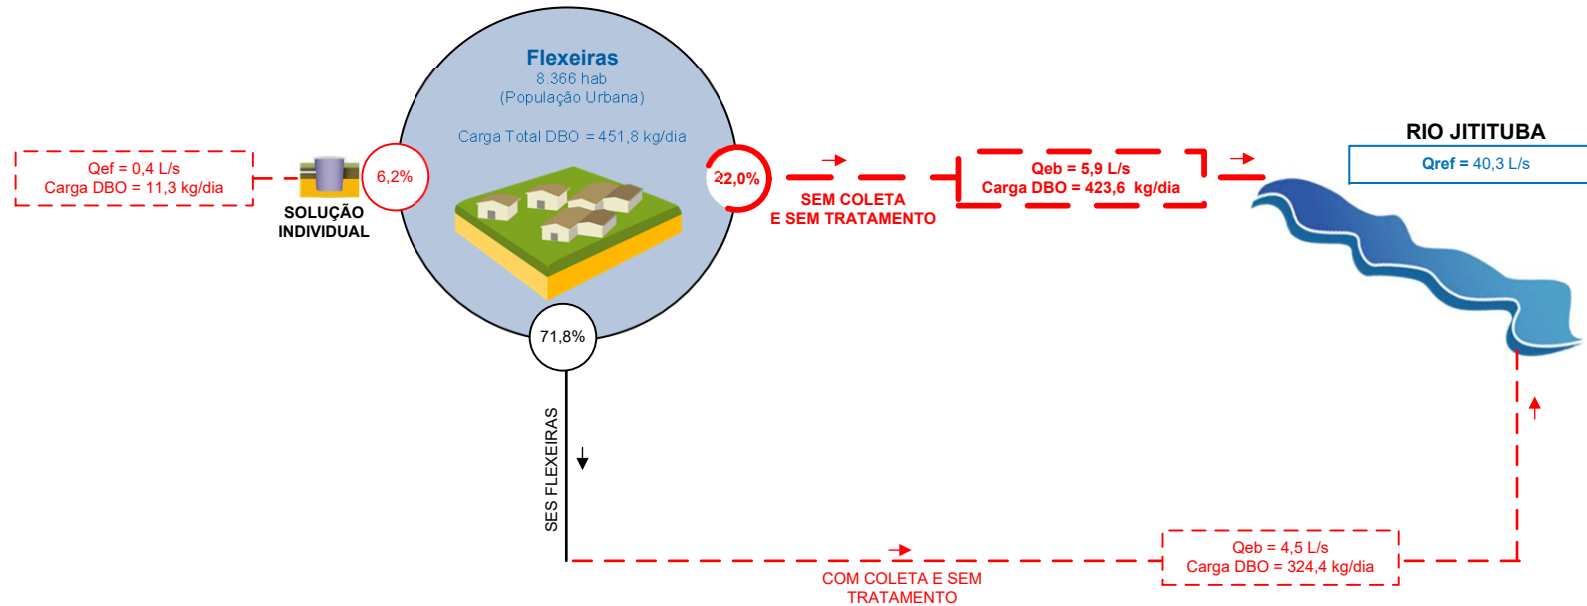 Flexeiras
8.366 hab
(População Urbana)
Carga Total DBO = 451,8 kg/dia
Qef = 0,4 L/s
Carga DBO = 11,3 kg/dia
6,2%
SOLUÇÃO
INDIVIDUAL
22,0%
SEM COLETA
E SEM TRATAMENTO
Qeb = 5,9 L/s
Carga DBO = 423,6 kg/dia
RIO JITITUBA
Qref = 40,3 L/s
71,8%
SES FLEXEIRAS
COM COLETA E SEM
TRATAMENTO
Qeb = 4,5 L/s
Carga DBO = 324,4 kg/dia